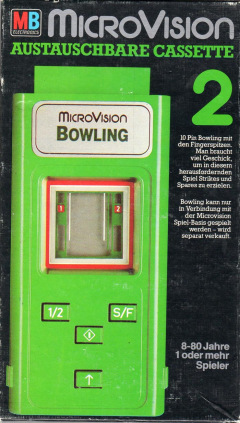 MB
ELECTRONICS
MICROVISION
AUSTAUSCHBARE CASSETTE
2
MICROVISION
BOWLING
10 Pin Bowling mit
den Fingerspitzen.
Man braucht
viel Geschick,
um in diesem
herausfordernden
Spiel Strikes und
Spares zu erzielen.
Bowling kann nur
in Verbindung mit
der Microvision
Spiel-Basis gespielt
werden – wird
separat verkauft.
1 2
1/2 S/F
8-80 Jahre
1 oder mehr
Spieler